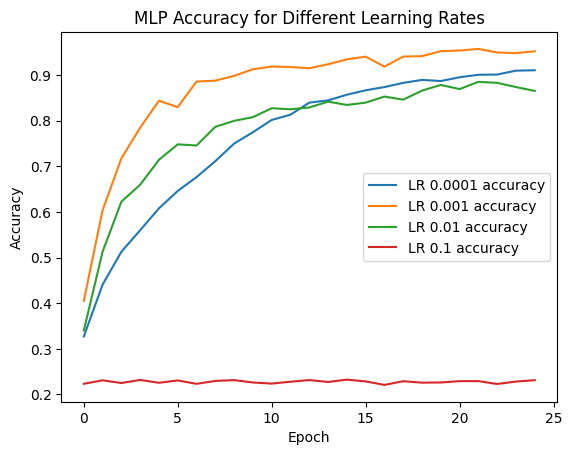 MLP Accuracy for Different Learning Rates
Accuracy
0.9
0.8
0.7
0.6
0.5
0.4
0.3
0.2
LR 0.0001 accuracy
LR 0.001 accuracy
LR 0.01 accuracy
LR 0.1 accuracy
0 5 10 15 20 25
Epoch